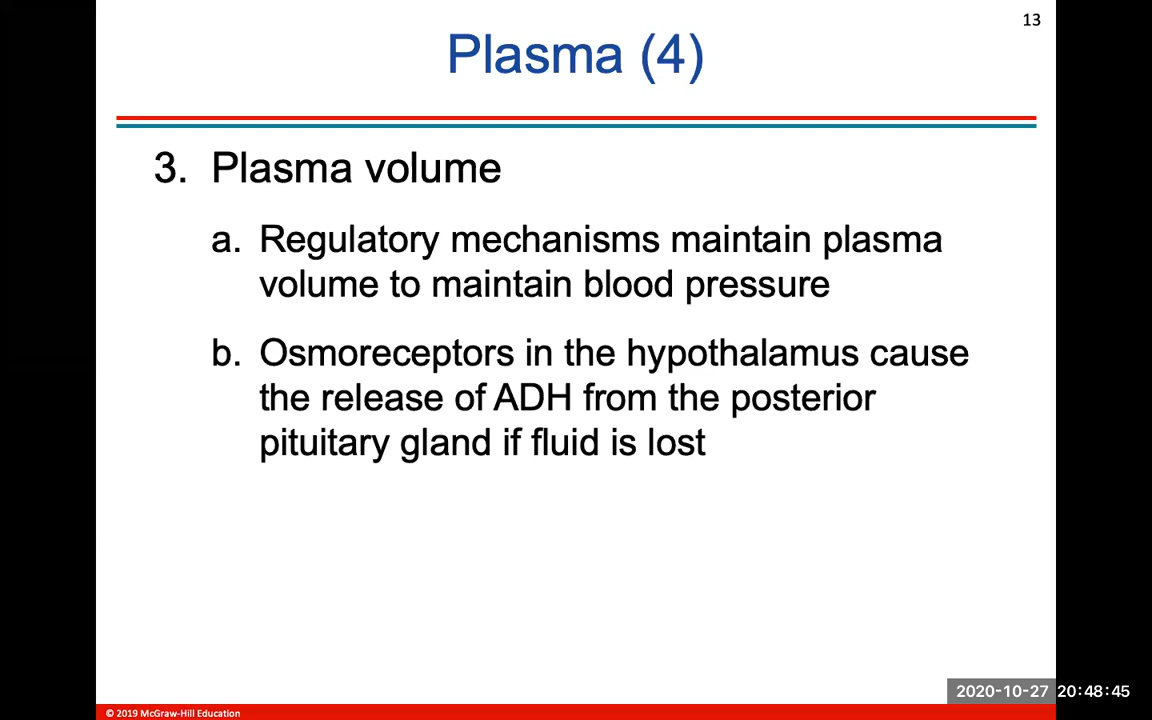 13
Plasma (4)
3. Plasma volume
a. Regulatory mechanisms maintain plasma
volume to maintain blood pressure
b. Osmoreceptors in the hypothalamus cause
the release of ADH from the posterior
pituitary gland if fluid is lost
2020-10-27 20:48:45
© 2019 McGraw-Hill Education